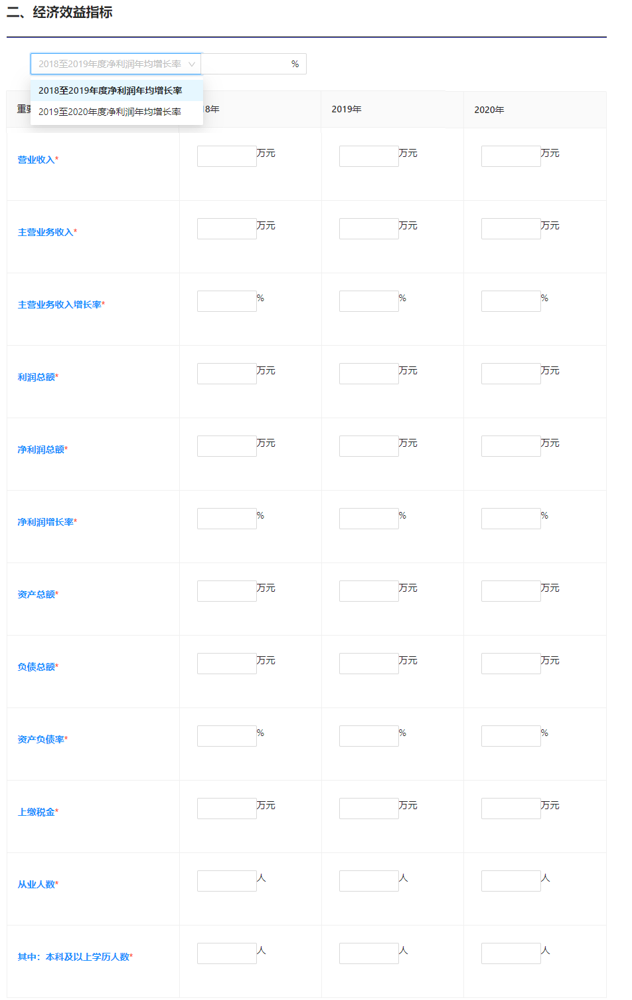 二、经济效益指标
2018至2019年度净利润年均增长率 %
2018至2019年度净利润年均增长率
2019至2020年度净利润年均增长率
重要 18年 2019年 2020年
营业收入* 万元 万元 万元
主营业务收入* 万元 万元 万元
主营业务收入增长率* % % %
利润总额* 万元 万元 万元
净利润总额* 万元 万元 万元
净利润增长率* % % %
资产总额* 万元 万元 万元
负债总额* 万元 万元 万元
资产负债率* % % %
上缴税金* 万元 万元 万元
从业人数* 人 人 人
其中：本科及以上学历人数* 人 人 人